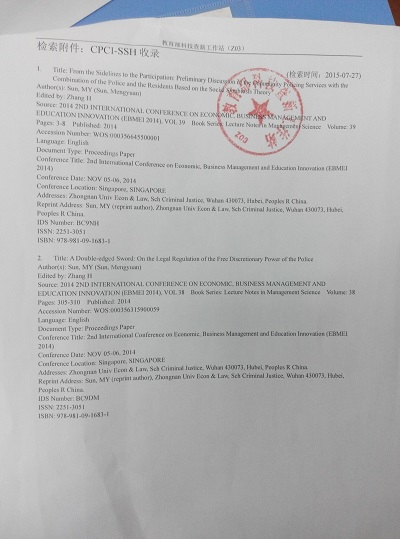 教育部科技查新工作站（Z03）
检索附件：CPCI-SSH 收录
（检索时间：2015-07-27）
1. Title: From the Sidelines to the Participation: Preliminary Discussion of the Community Policing Services with the
Combination of the Police and the Residents Based on the Social Standards Theory
Author(s): Sun, MY (Sun, Mengyuan)
Edited by: Zhang H
Source: 2014 2ND INTERNATIONAL CONFERENCE ON ECONOMIC, BUSINESS MANAGEMENT AND
EDUCATION INNOVATION (EBMEI 2014), VOL 39 Book Series: Lecture Notes in Management Science Volume: 39
Pages: 3-8 Published: 2014
Accession Number: WOS:000356645500001
Language: English
Document Type: Proceedings Paper
Conference Title: 2nd International Conference on Economic, Business Management and Education Innovation (EBMEI
2014)
Conference Date: NOV 05-06, 2014
Conference Location: Singapore, SINGAPORE
Addresses: Zhongnan Univ Econ & Law, Sch Criminal Justice, Wuhan 430073, Hubei, Peoples R China.
Reprint Address: Sun, MY (reprint author), Zhongnan Univ Econ & Law, Sch Criminal Justice, Wuhan 430073, Hubei,
Peoples R China.
IDS Number: BC9NH
ISSN: 2251-3051
ISBN: 978-981-09-1683-1
2. Title: A Double-edged Sword: On the Legal Regulation of the Free Discretionary Power of the Police
Author(s): Sun, MY (Sun, Mengyuan)
Edited by: Zhang H
Source: 2014 2ND INTERNATIONAL CONFERENCE ON ECONOMIC, BUSINESS MANAGEMENT AND
EDUCATION INNOVATION (EBMEI 2014), VOL 38 Book Series: Lecture Notes in Management Science Volume: 38
Pages: 305-310 Published: 2014
Accession Number: WOS:000356315900059
Language: English
Document Type: Proceedings Paper
Conference Title: 2nd International Conference on Economic, Business Management and Education Innovation (EBMEI
2014)
Conference Date: NOV 05-06, 2014
Conference Location: Singapore, SINGAPORE
Addresses: Zhongnan Univ Econ & Law, Sch Criminal Justice, Wuhan 430073, Hubei, Peoples R China.
Reprint Address: Sun, MY (reprint author), Zhongnan Univ Econ & Law, Sch Criminal Justice, Wuhan 430073, Hubei,
Peoples R China.
IDS Number: BC9DM
ISSN: 2251-3051
ISBN: 978-981-09-1683-1
教育部科技查新工作站
Z03